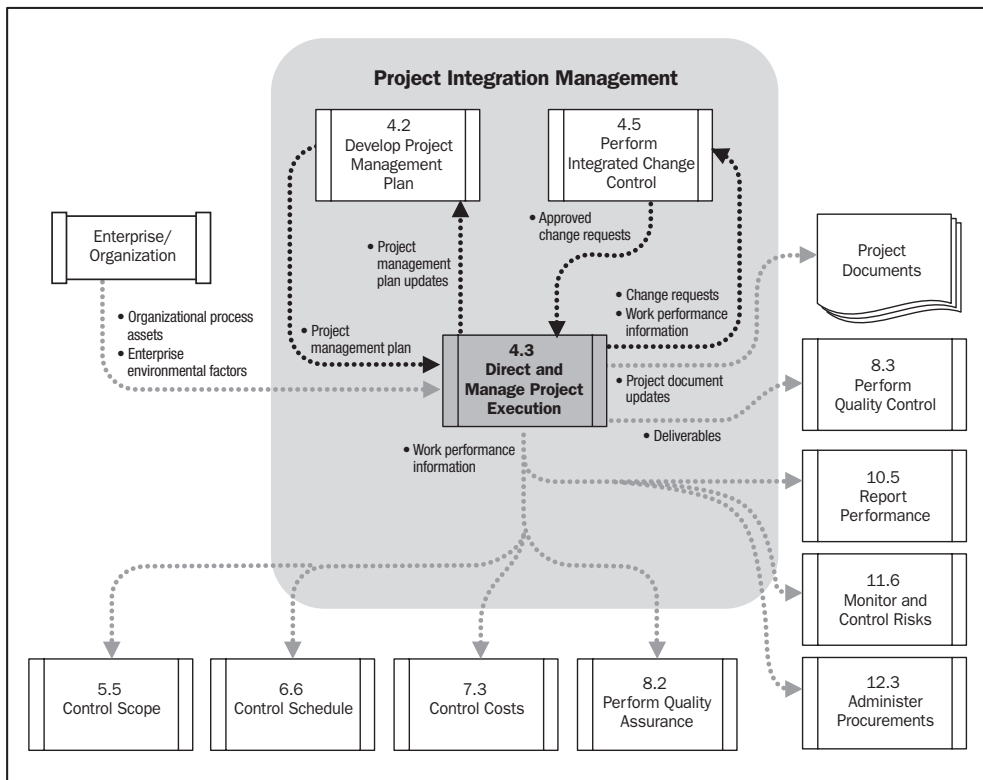 Project Integration Management
4.2
Develop Project
Management
Plan
4.5
Perform
Integrated Change
Control
Enterprise/
Organization
• Approved
change requests
• Project
management
plan updates
Project
Documents
• Change requests
• Work performance
information
• Organizational process
assets
• Enterprise
environmental factors
• Project
management plan
4.3
Direct and
Manage Project
Execution
• Project document
updates
8.3
Perform
Quality Control
• Deliverables
• Work performance
information
10.5
Report
Performance
11.6
Monitor and
Control Risks
5.5
Control Scope
6.6
Control Schedule
7.3
Control Costs
8.2
Perform Quality
Assurance
12.3
Administer
Procurements